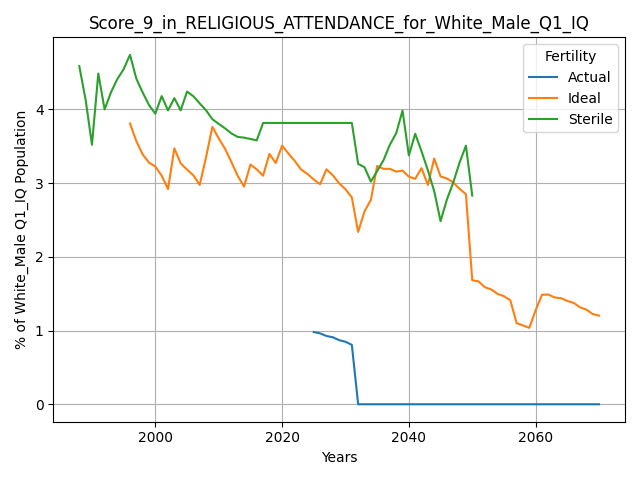 Score_9_in_RELIGIOUS_ATTENDANCE_for_White_Male_Q1_IQ
% of White_Male Q1_IQ Population
4
3
2
1
0
Fertility
Actual
Ideal
Sterile
2000 2020 2040 2060
Years